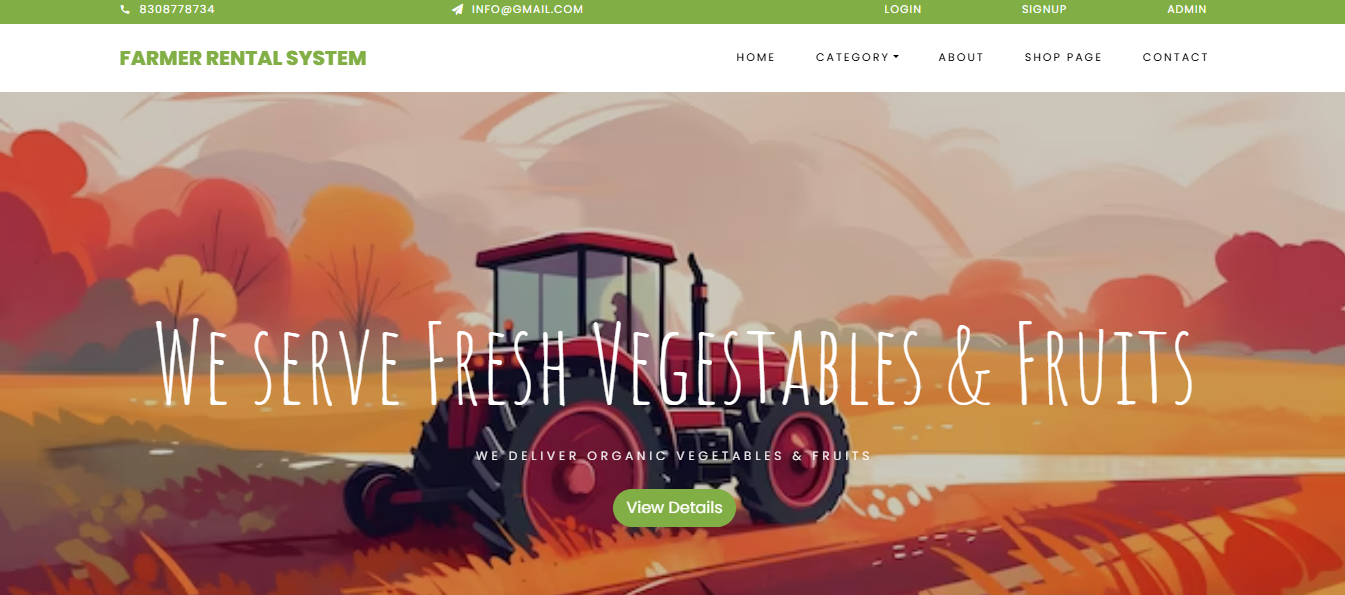 8308778734 INFO@GMAIL.COM LOGIN SIGNUP ADMIN
FARMER RENTAL SYSTEM HOME CATEGORY ABOUT SHOP PAGE CONTACT
WE SERVE FRESH VEGESTABLES & FRUITS
WE DELIVER ORGANIC VEGETABLES & FRUITS
View Details